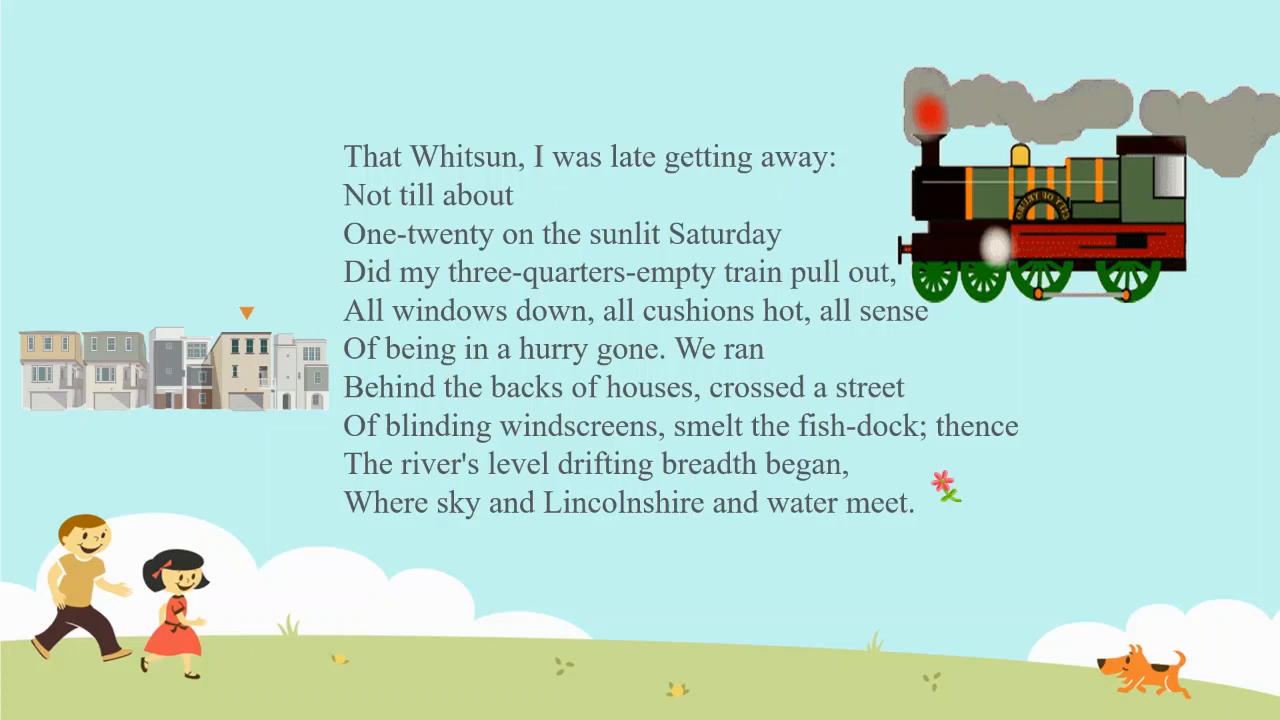 That Whitsun, I was late getting away:
Not till about
One-twenty on the sunlit Saturday
Did my three-quarters-empty train pull out,
All windows down, all cushions hot, all sense
Of being in a hurry gone. We ran
Behind the backs of houses, crossed a street
Of blinding windscreens, smelt the fish-dock; thence
The river's level drifting breadth began,
Where sky and Lincolnshire and water meet.